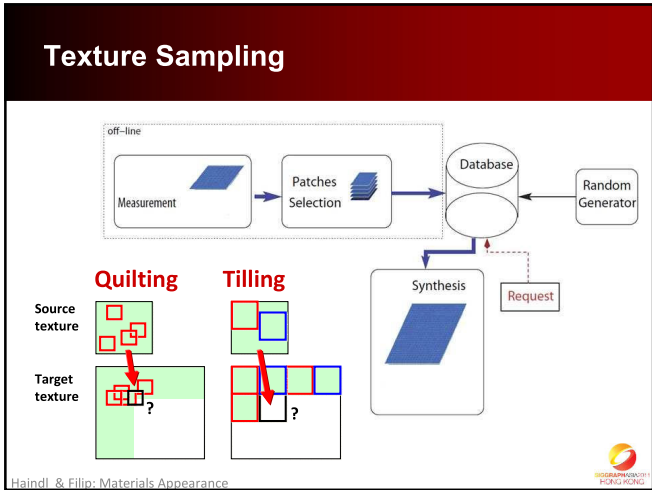 Texture Sampling
off-line
Measurement
Patches
Selection
Database
Random
Generator
Synthesis
Request
Quilting
Tilling
Source
texture
Target
texture
?
?
Haindl & Filip: Materials Appearance
SIGGRAPHASIA2011
HONG KONG